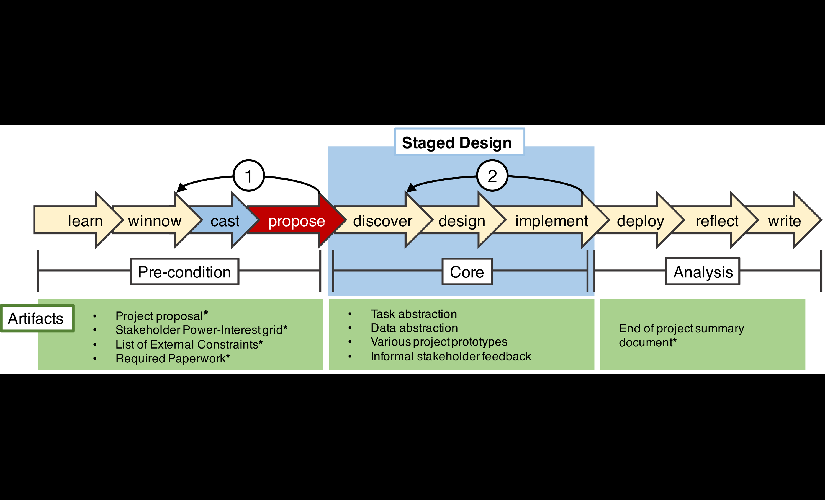 Staged Design
1
2
learn
winnow
cast
propose
discover
design
implement
deploy
reflect
write
Pre-condition
Core
Analysis
Artifacts
• Project proposal*
• Stakeholder Power-Interest grid*
• List of External Constraints*
• Required Paperwork*
• Task abstraction
• Data abstraction
• Various project prototypes
• Informal stakeholder feedback
End of project summary
document*